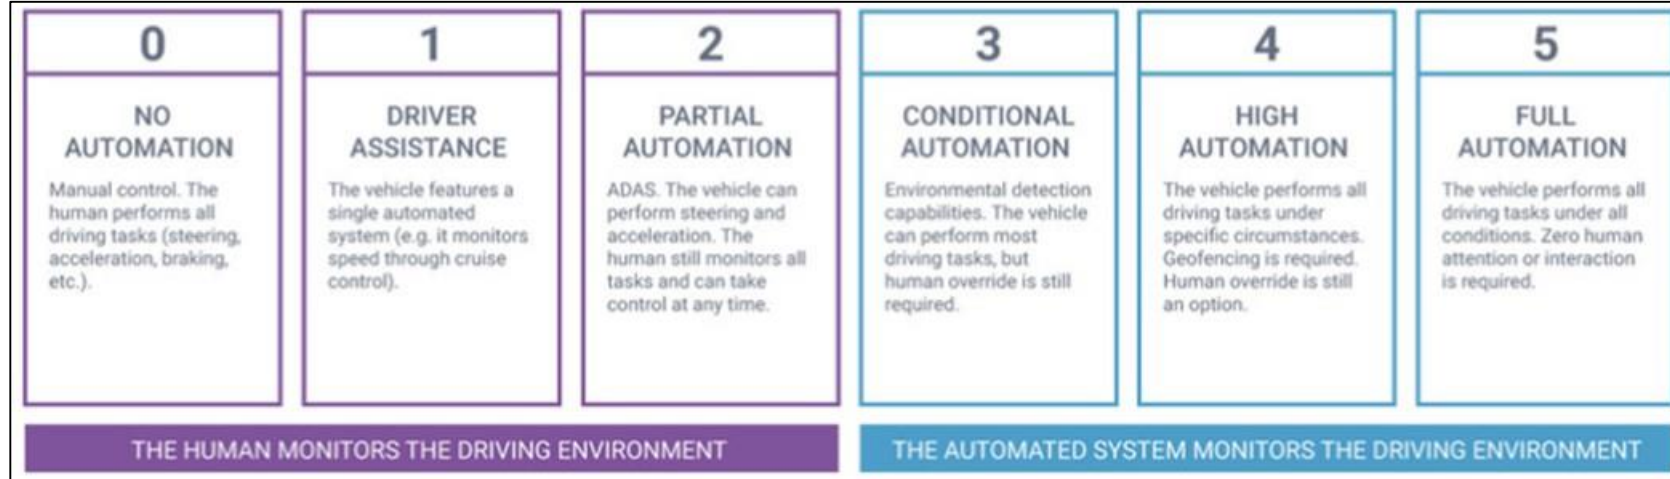 0
NO
AUTOMATION
Manual control. The
human performs all
driving tasks (steering,
acceleration, braking,
etc.).
1
DRIVER
ASSISTANCE
The vehicle features a
single automated
system (e.g. it monitors
speed through cruise
control).
2
PARTIAL
AUTOMATION
ADAS. The vehicle can
perform steering and
acceleration. The
human still monitors all
tasks and can take
control at any time.
3
CONDITIONAL
AUTOMATION
Environmental detection
capabilities. The vehicle
can perform most
driving tasks, but
human override is still
required.
4
HIGH
AUTOMATION
The vehicle performs all
driving tasks under
specific circumstances.
Geofencing is required.
Human override is still
an option.
5
FULL
AUTOMATION
The vehicle performs all
driving tasks under all
conditions. Zero human
attention or interaction
is required.
THE HUMAN MONITORS THE DRIVING ENVIRONMENT
THE AUTOMATED SYSTEM MONITORS THE DRIVING ENVIRONMENT